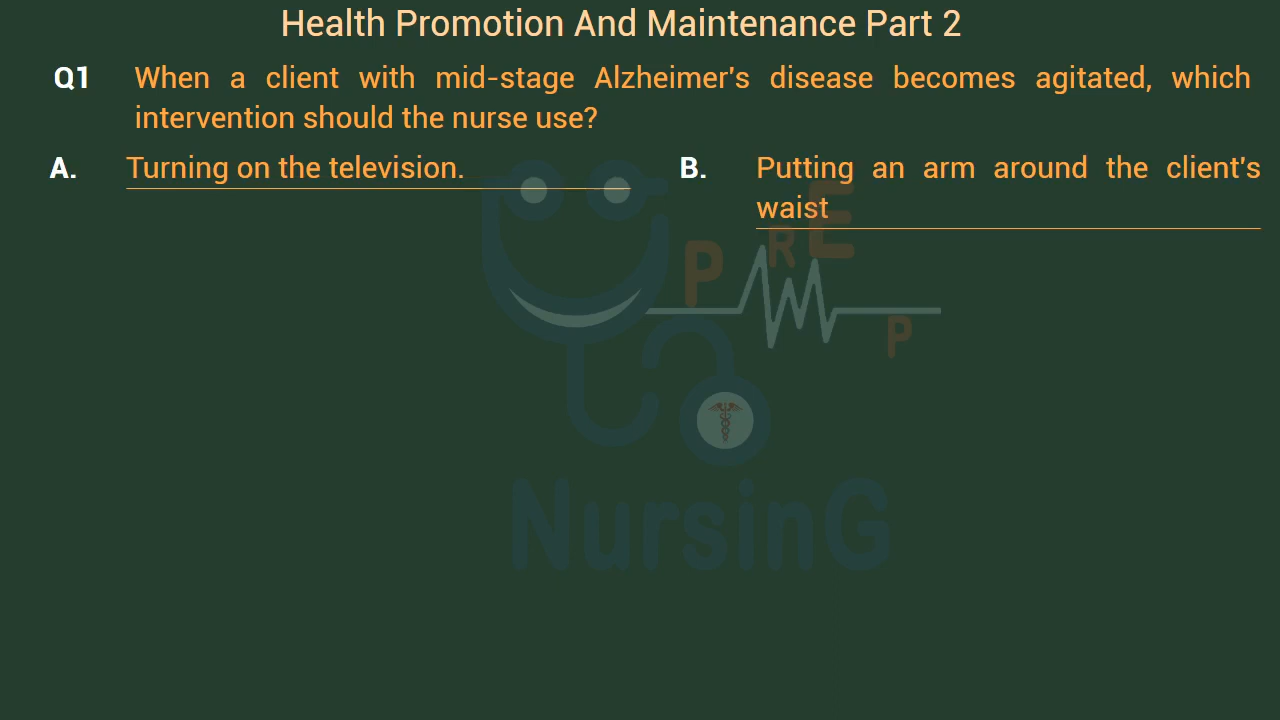 Health Promotion And Maintenance Part 2
Q1 When a client with mid-stage Alzheimer's disease becomes agitated, which
intervention should the nurse use?
A. Turning on the television.
B. Putting an arm around the client's
waist
PREP
NursinG